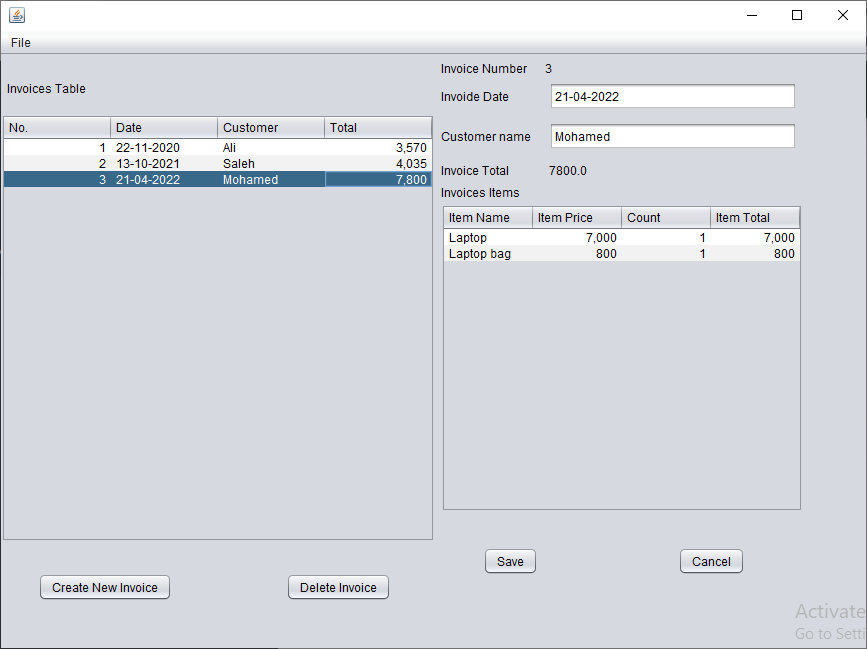 File
Invoices Table
No. Date Customer Total
1 22-11-2020 Ali 3,570
2 13-10-2021 Saleh 4,035
3 21-04-2022 Mohamed 7,800
Create New Invoice Delete Invoice
Invoice Number 3
Invoide Date 21-04-2022
Customer name Mohamed
Invoice Total 7800.0
Invoices Items
Item Name Item Price Count Item Total
Laptop 7,000 1 7,000
Laptop bag 800 1 800
Save Cancel
Activate
Go to Setti